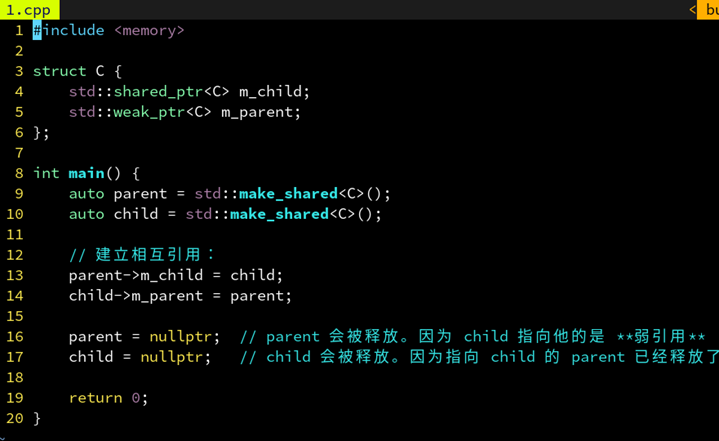 1.cpp < bu
1 #include <memory>
2
3 struct C {
4     std::shared_ptr<C> m_child;
5     std::weak_ptr<C> m_parent;
6 };
7
8 int main() {
9     auto parent = std::make_shared<C>();
10     auto child = std::make_shared<C>();
11
12     // 建立相互引用：
13     parent->m_child = child;
14     child->m_parent = parent;
15
16     parent = nullptr;  // parent 会被释放。因为 child 指向他的是 **弱引用**
17     child = nullptr;   // child 会被释放。因为指向 child 的 parent 已经释放了
18
19     return 0;
20 }
~